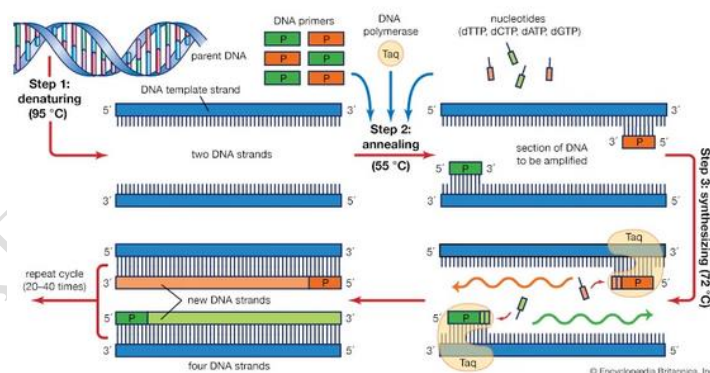 parent DNA
DNA primers
P P
P P
P P
DNA
polymerase
Taq
nucleotides
(dTTP, dCTP, dATP, dGTP)
Step 1:
denaturing
(95 °C)
DNA template strand
5´ 3´
two DNA strands
3´ 5´
Step 2:
annealing
(55 °C)
5´ 3´
3´ P 5´
section of DNA
to be amplified
5´ P 3´
3´ 5´
Step 3: synthesizing (72 °C)
Taq
5´ 3´
P 5´
5´ P
3´ 5´
Taq
5´ 3´
3´ P 5´
new DNA strands
5´ P 3´
3´ 5´
four DNA strands
repeat cycle
(20–40 times)
© Encyclopædia Britannica, Inc.